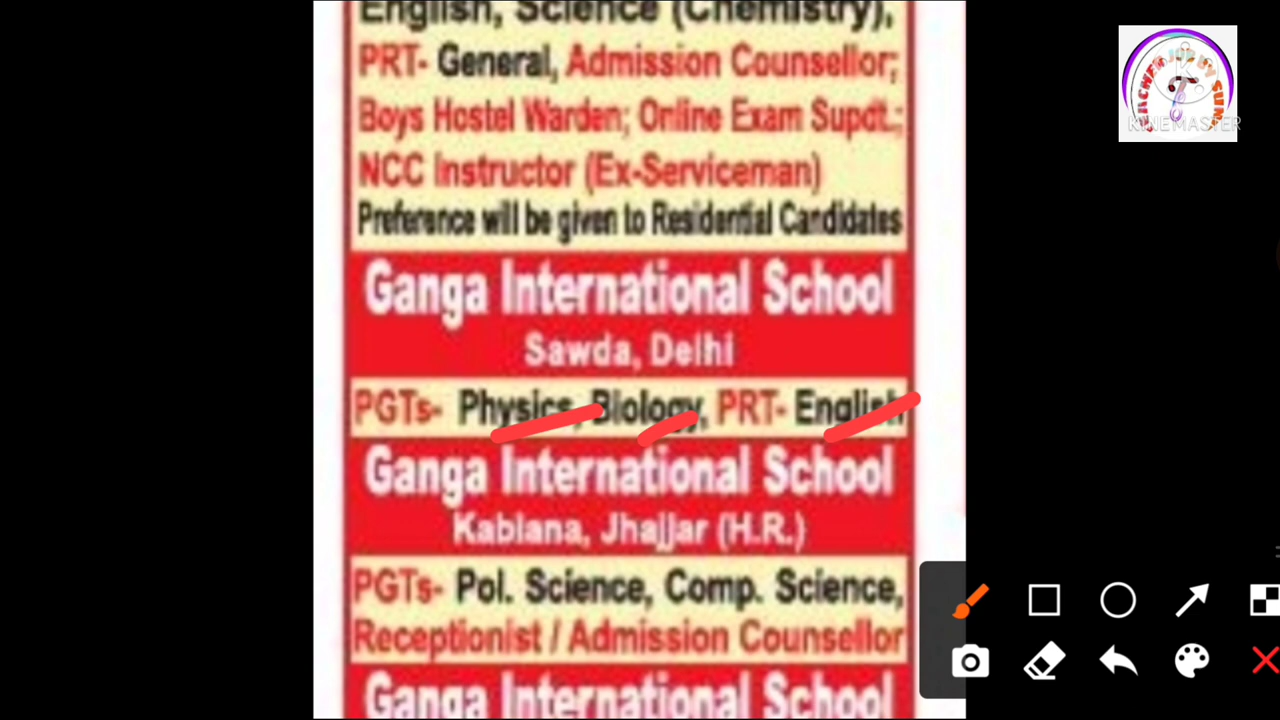 English, Science (Chemistry),
PRT- General, Admission Counsellor;
Boys Hostel Warden; Online Exam Supdt.;
NCC Instructor (Ex-Serviceman)
Preference will be given to Residential Candidates
Ganga International School
Sawda, Delhi
PGTs- Physics, Biology, PRT- English
Ganga International School
Kablana, Jhajjar (H.R.)
PGTs- Pol. Science, Comp. Science,
Receptionist / Admission Counsellor
Ganga International School
KINEMASTER